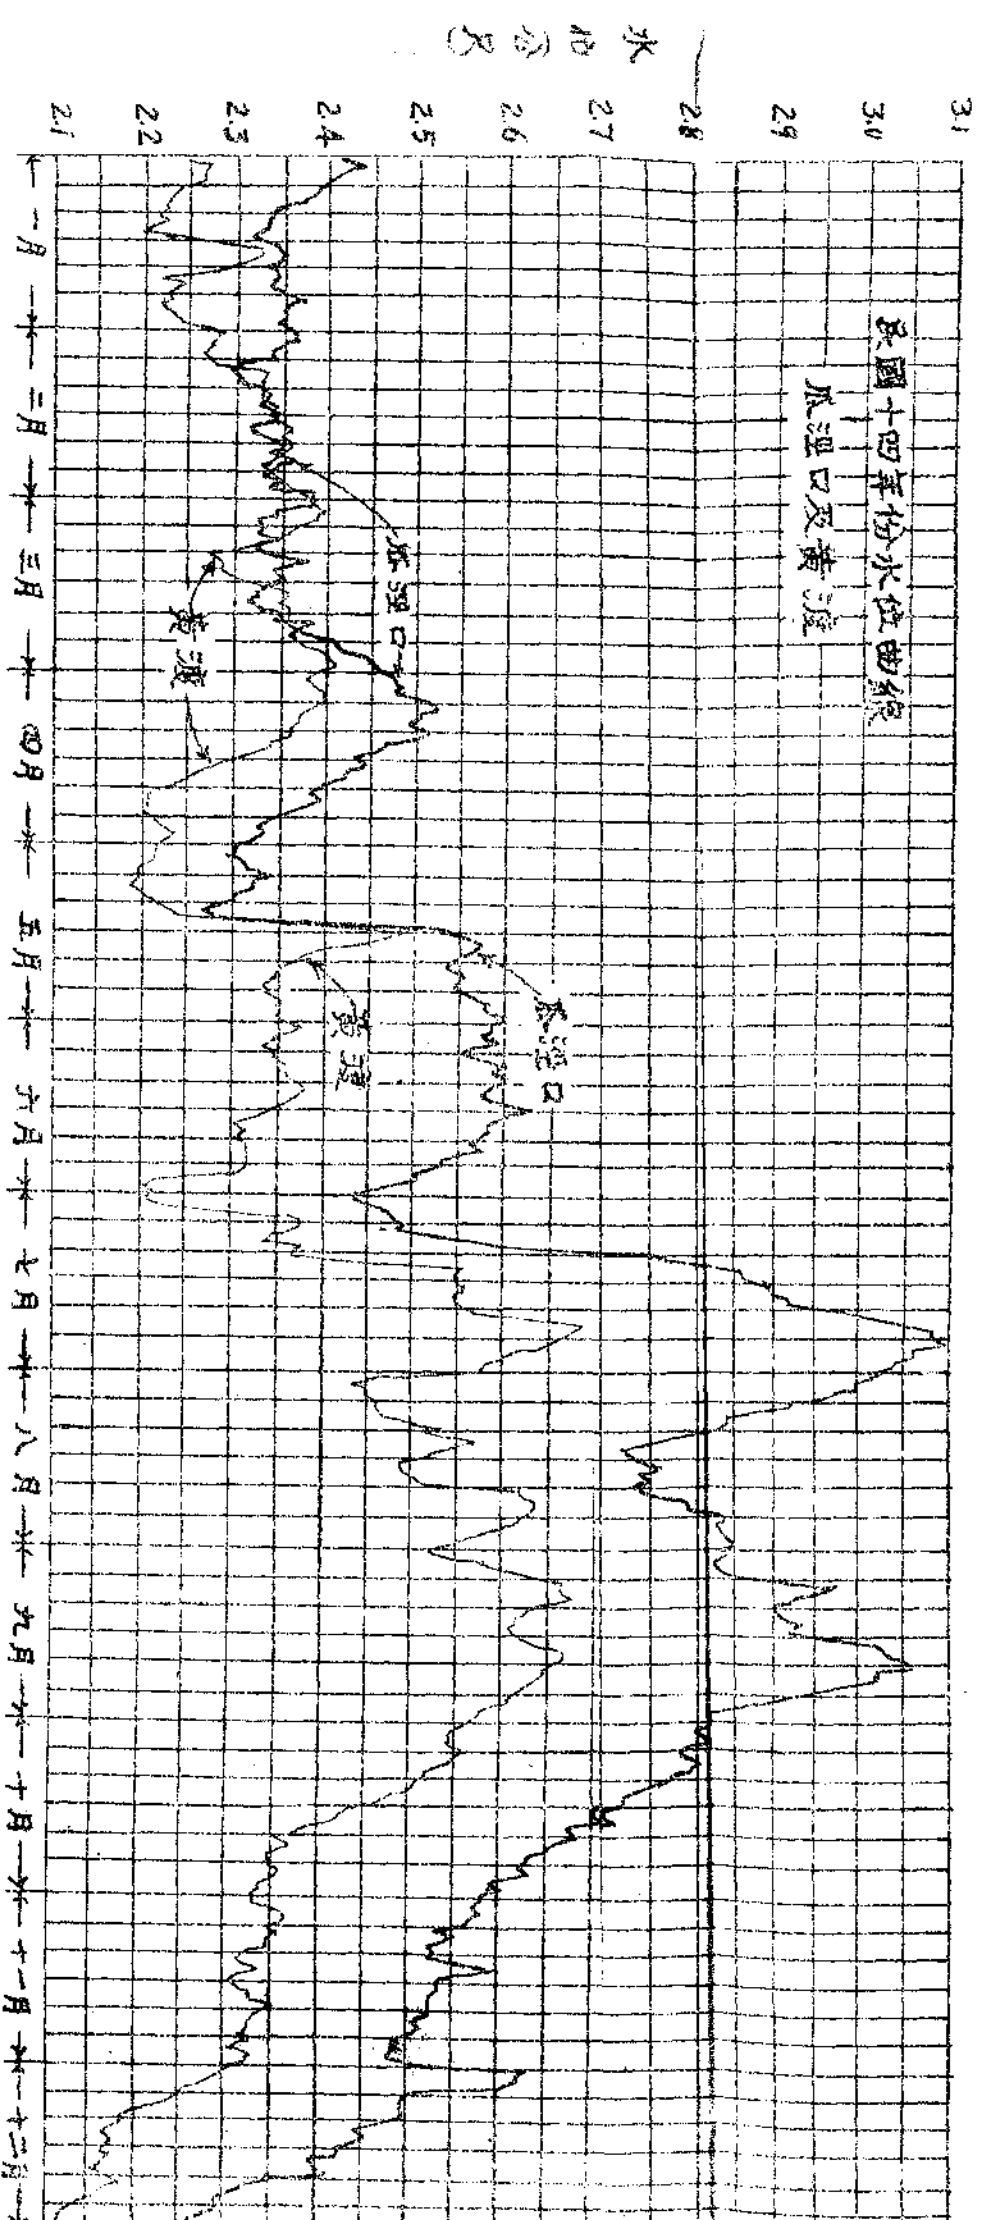 民國十四年份水位曲線
瓜涇口及黃渡
水位公尺
3.1
3.0
2.9
2.8
2.7
2.6
2.5
2.4
2.3
2.2
2.1
瓜涇口
黃渡
瓜涇口
黃渡
一月
二月
三月
四月
五月
六月
七月
八月
九月
十月
十一月
十二月